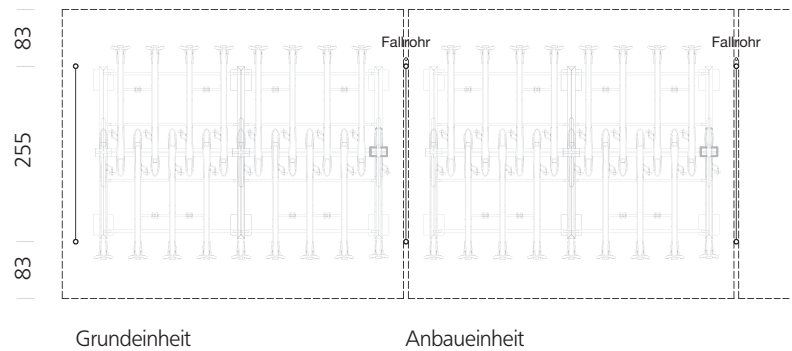 83
Fallrohr
Fallrohr
255
83
Grundeinheit
Anbaueinheit